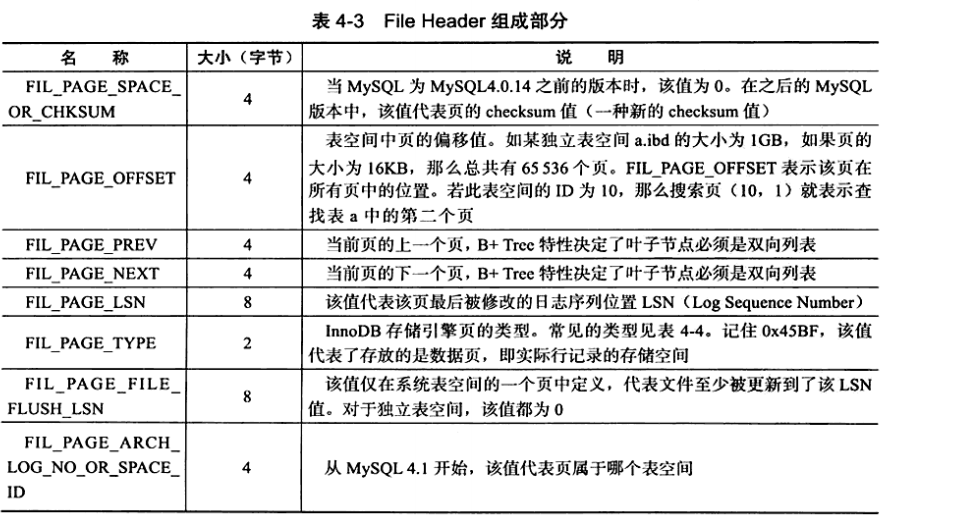 表 4-3 File Header 组成部分
名 称 大小（字节） 说 明
FIL_PAGE_SPACE_
OR_CHKSUM
4
当 MySQL 为 MySQL4.0.14 之前的版本时，该值为 0。在之后的 MySQL
版本中，该值代表页的 checksum 值（一种新的 checksum 值）
FIL_PAGE_OFFSET
4
表空间中页的偏移值。如某独立表空间 a.ibd 的大小为 1GB，如果页的
大小为 16KB，那么总共有 65 536 个页。FIL_PAGE_OFFSET 表示该页在
所有页中的位置。若此表空间的 ID 为 10，那么搜索页（10，1）就表示查
找表 a 中的第二个页
FIL_PAGE_PREV 4 当前页的上一个页，B+ Tree 特性决定了叶子节点必须是双向列表
FIL_PAGE_NEXT 4 当前页的下一个页，B+ Tree 特性决定了叶子节点必须是双向列表
FIL_PAGE_LSN 8 该值代表该页最后被修改的日志序列位置 LSN（Log Sequence Number）
FIL_PAGE_TYPE
2
InnoDB 存储引擎页的类型。常见的类型见表 4-4。记住 0x45BF，该值
代表了存放的是数据页，即实际行记录的存储空间
FIL_PAGE_FILE_
FLUSH_LSN
8
该值仅在系统表空间的一个页中定义，代表文件至少被更新到了该 LSN
值。对于独立表空间，该值都为 0
FIL_PAGE_ARCH_
LOG_NO_OR_SPACE_
ID
4
从 MySQL 4.1 开始，该值代表页属于哪个表空间